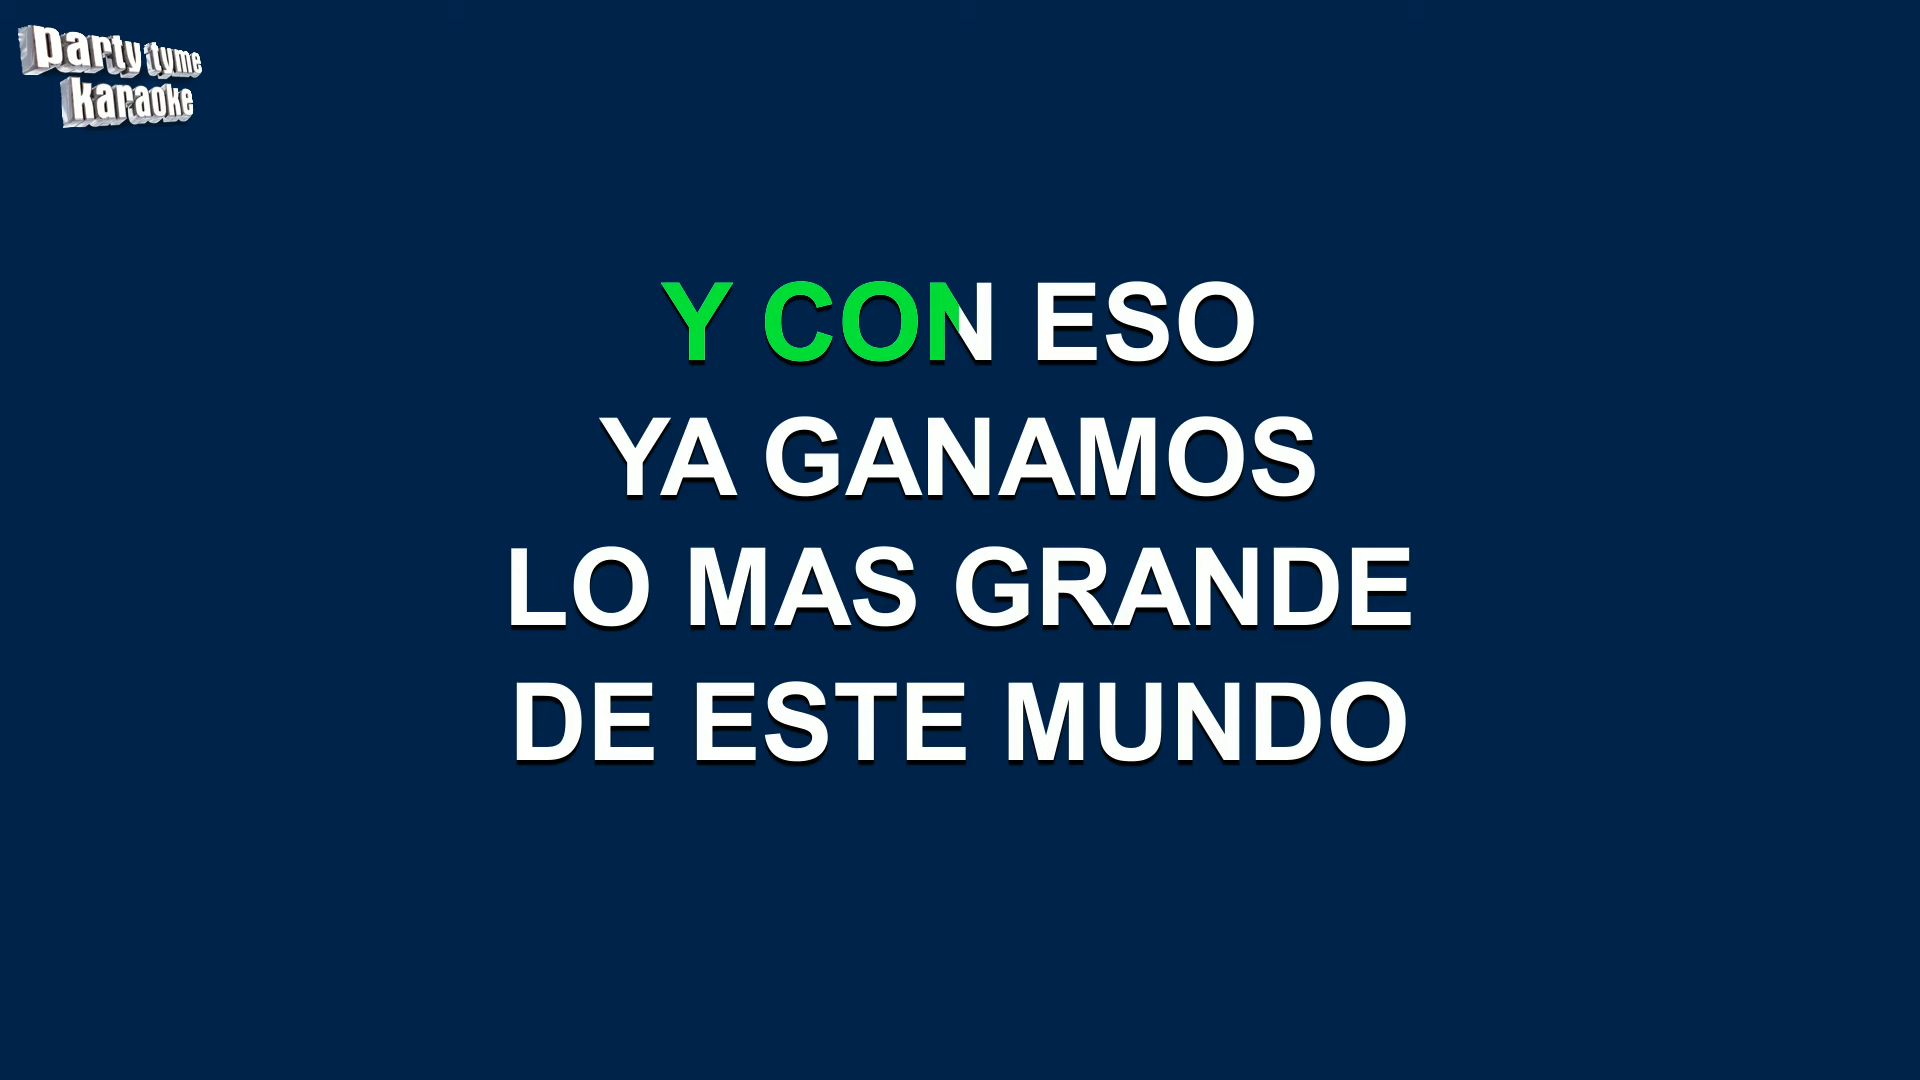 party tyme
karaoke
Y CON ESO
YA GANAMOS
LO MAS GRANDE
DE ESTE MUNDO